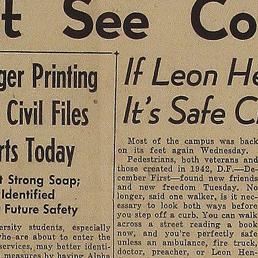 t See Co
ger Printing
Civil Files
rts Today
t Strong Soap;
Identified
Future Safety
versity students, especially
who are about to enter the
services, may better identi-
measures by having Alpha
If Leon He
It's Safe C
Most of the campus was back
on its feet again Wednesday.
Pedestrians, both veterans and
those created in 1942, D.F.—De-
cember First—found new friends
and new freedom Tuesday. No
longer, said one walker, is it nec-
essary to look both ways before
you step off a curb. You can walk
across a street reading a book
now, and you're perfectly safe
unless an ambulance, fire truck,
doctor, preacher, or Leon Hen-